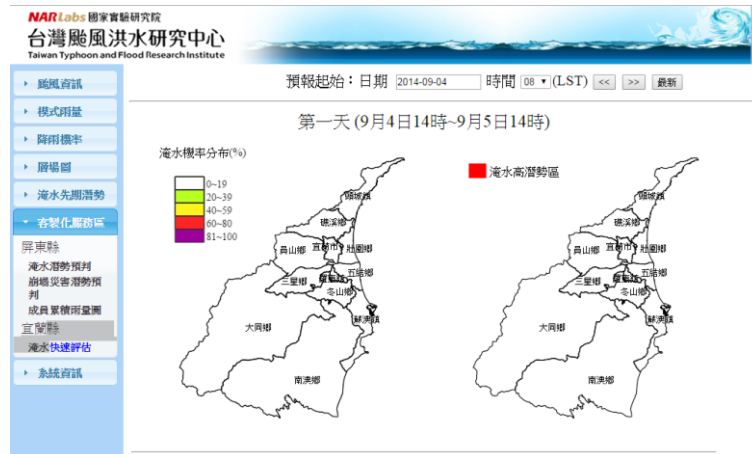 NARLabs 國家實驗研究院
台灣颱風洪水研究中心
Taiwan Typhoon and Flood Research Institute
颱風資訊
模式雨量
降雨機率
層場圖
淹水先期潛勢
客製化服務區
屏東縣
淹水潛勢預判
崩塌災害潛勢預
判
成員累積雨量圖
宜蘭縣
淹水快速評估
系統資訊
預報起始：日期 2014-09-04 時間 08 (LST) << >> 最新
第一天 (9月4日14時~9月5日14時)
淹水機率分布(%)
0~19
20~39
40~59
60~80
81~100
頭城鎮
礁溪鄉
員山鄉 宜蘭市 壯圍鄉
五結鄉
三星鄉
冬山鄉
蘇澳鎮
大同鄉
南澳鄉
淹水高潛勢區
頭城鎮
礁溪鄉
員山鄉 宜蘭市 壯圍鄉
五結鄉
三星鄉
冬山鄉
蘇澳鎮
大同鄉
南澳鄉